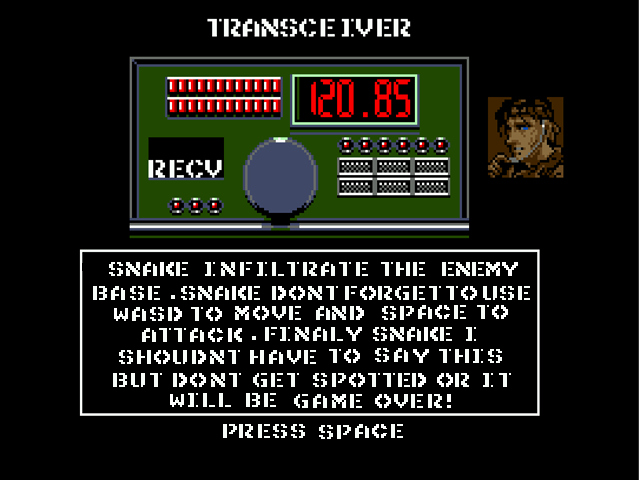 TRANSCEIVER
120.85
RECV
SNAKE INFILTRATE THE ENEMY
BASE .SNAKE DONT FORGET TO USE
WASD TO MOVE AND SPACE TO
ATTACK. FINALY SNAKE I
SHOUDNT HAVE TO SAY THIS
BUT DONT GET SPOTTED OR IT
WILL BE GAME OVER!
PRESS SPACE